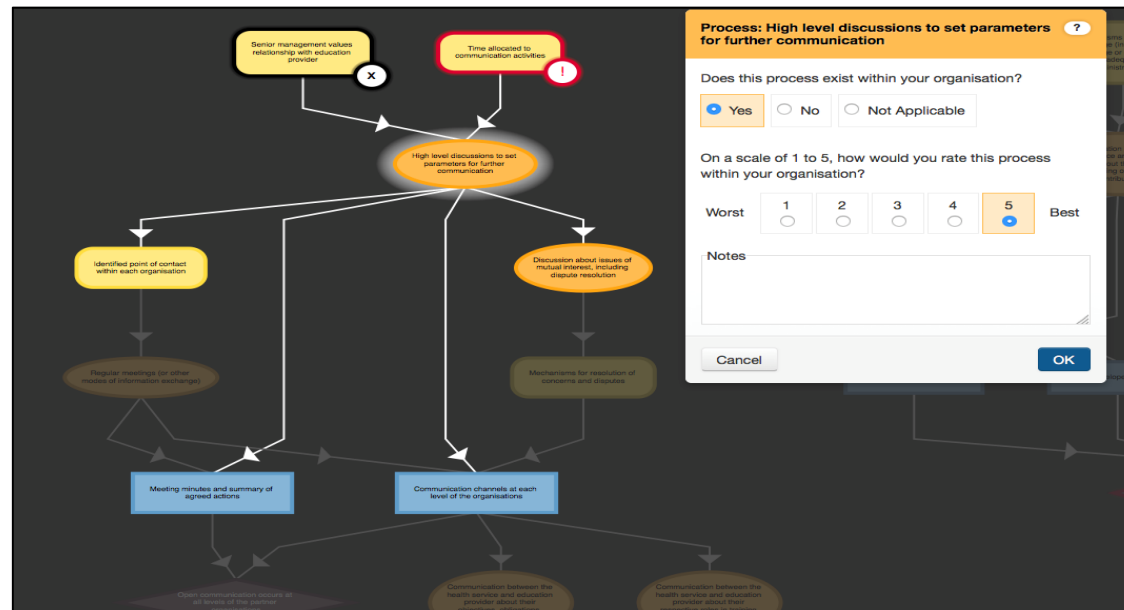 Senior management values
relationship with education
provider
x
Time allocated to
communication activities
!
High level discussions to set
parameters for further
communication
Identified point of contact
within each organisation
Discussion about issues of
mutual interest, including
dispute resolution
Regular meetings (or other
modes of information exchange)
Mechanisms for resolution of
concerns and disputes
Meeting minutes and summary of
agreed actions
Communication channels at each
level of the organisations
Open communication occurs at
all levels of the partner
Communication between the
health service and education
provider about their
Communication between the
health service and education
provider about their
Process: High level discussions to set parameters
for further communication
?
Does this process exist within your organisation?
Yes
No
Not Applicable
On a scale of 1 to 5, how would you rate this process
within your organisation?
Worst
1
2
3
4
5
Best
Notes
Cancel
OK